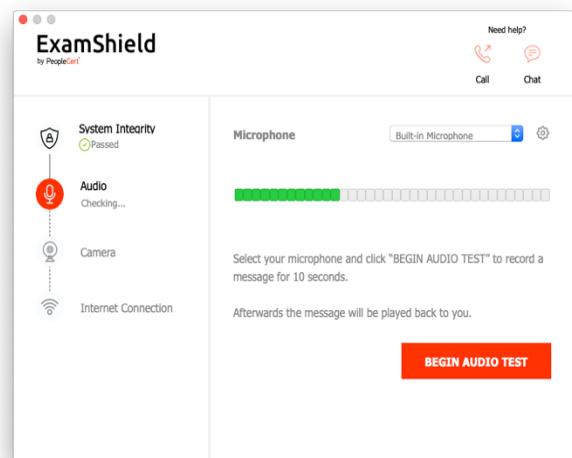 ExamShield
by PeopleCert
Need help?
Call
Chat
System Integrity
Passed
Audio
Checking...
Camera
Internet Connection
Microphone
Built-in Microphone
Select your microphone and click "BEGIN AUDIO TEST" to record a
message for 10 seconds.
Afterwards the message will be played back to you.
BEGIN AUDIO TEST